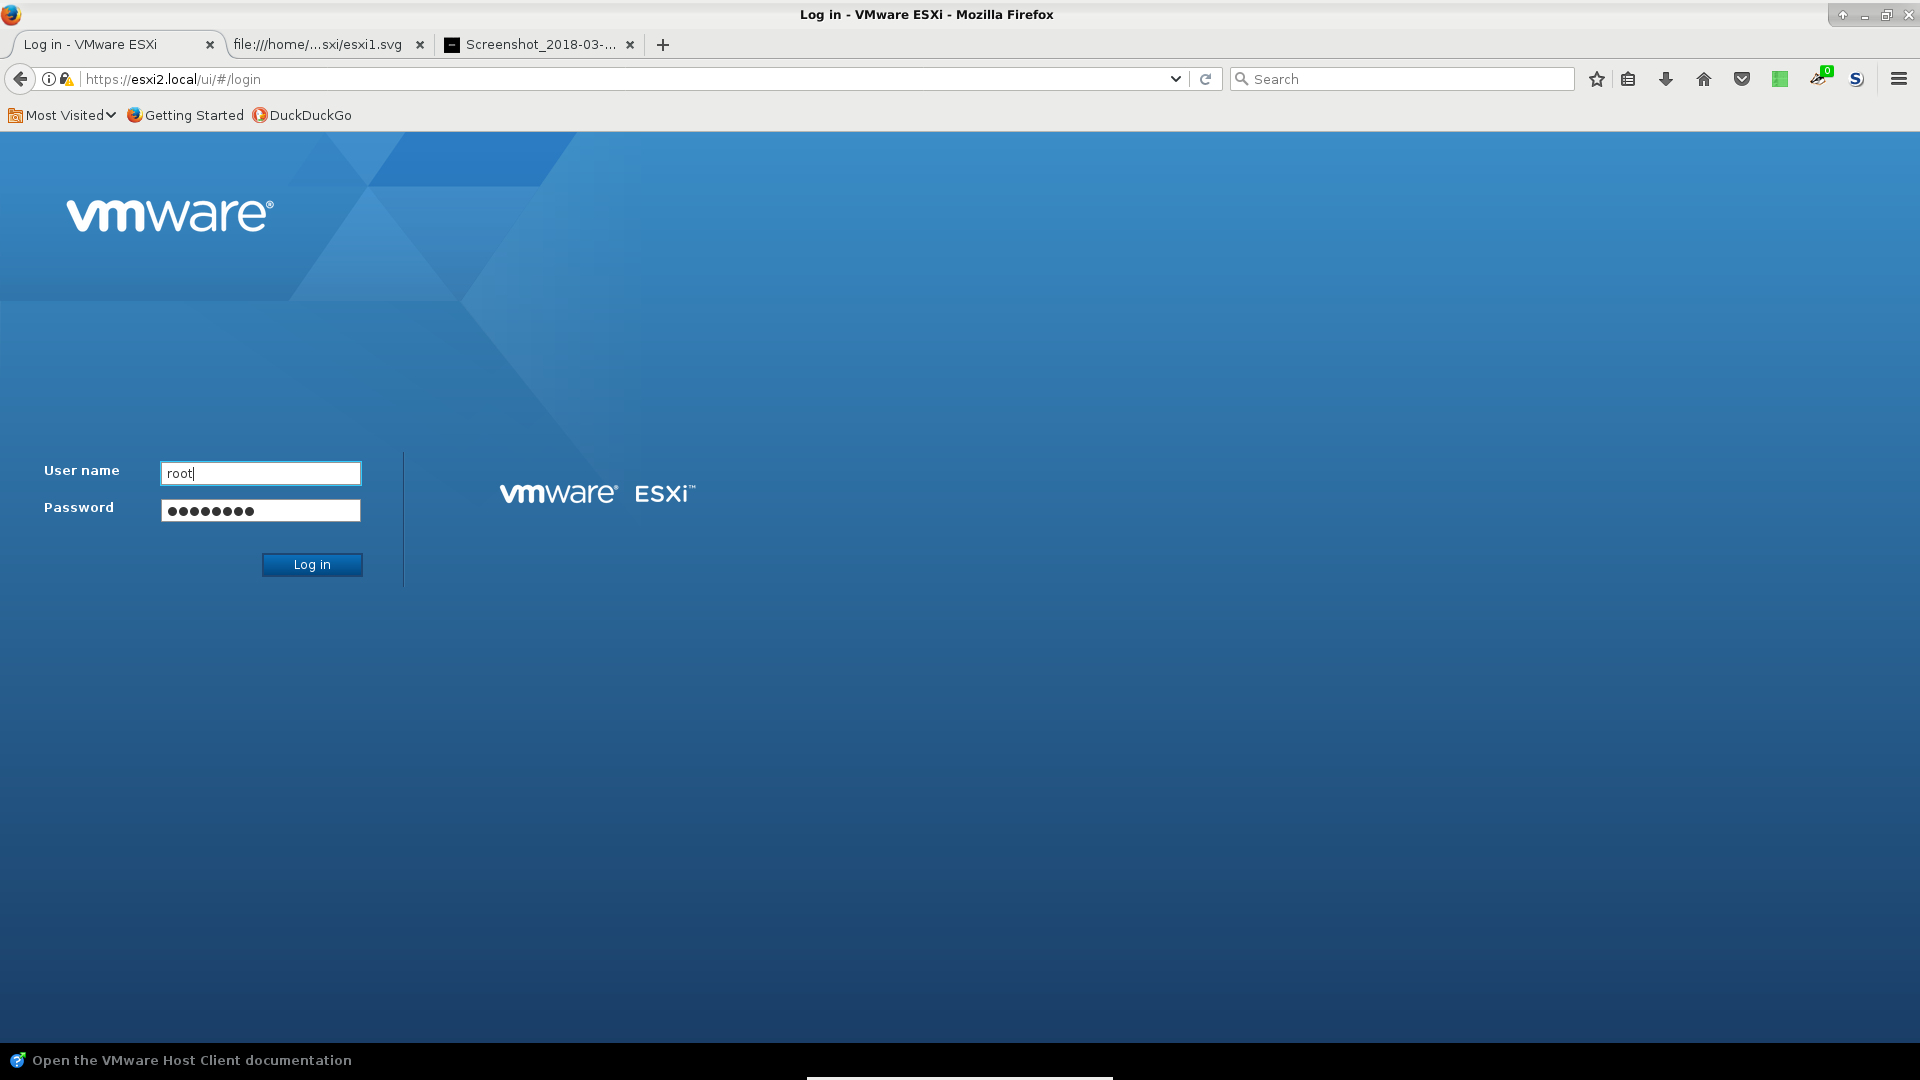 Log in - VMware ESXi - Mozilla Firefox
Log in - VMware ESXi
file:///home/...sxi/esxi1.svg
Screenshot_2018-03-...
https://esxi2.local/ui/#/login
Search
0
S
Most Visited
Getting Started
DuckDuckGo
vmware®
User name
root
Password
Log in
vmware® ESXi™
Open the VMware Host Client documentation